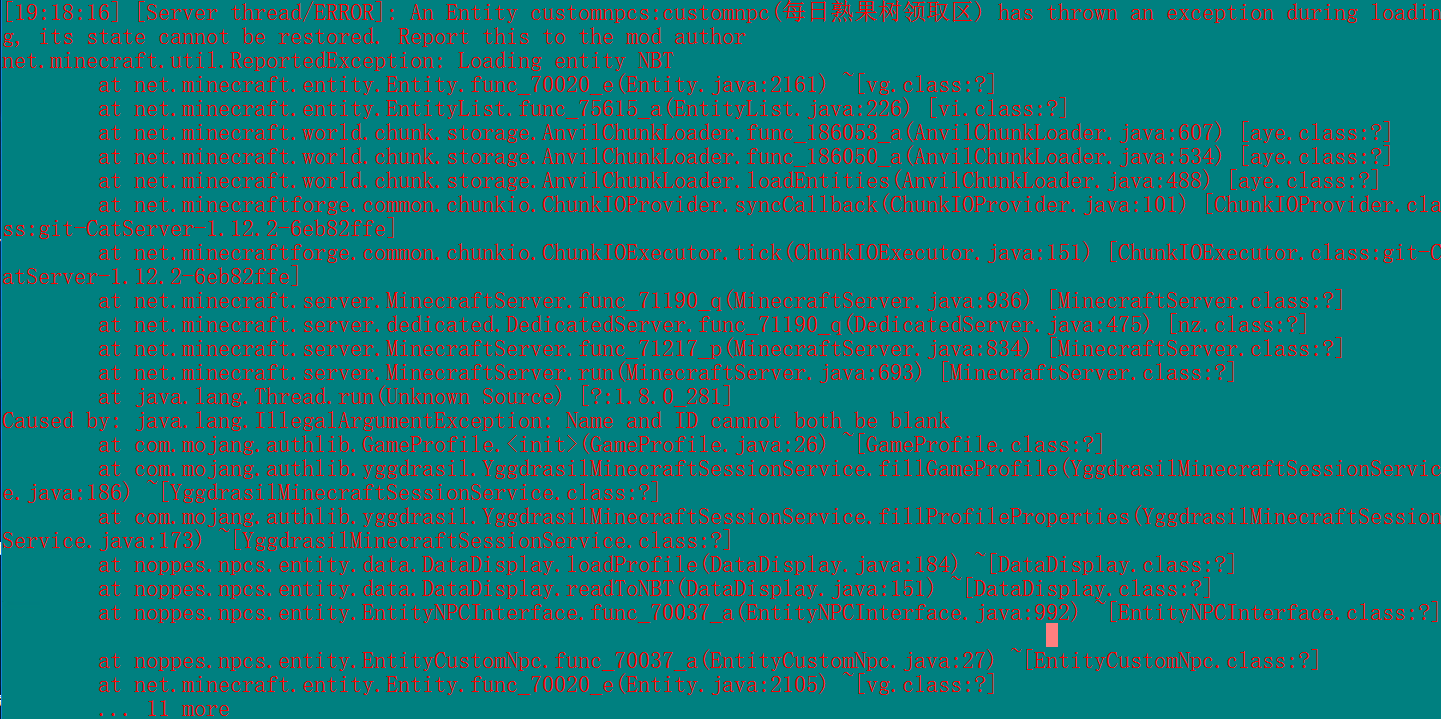 [19:18:16] [Server thread/ERROR]: An Entity customnpcs:customnpc(每日熟果树领取区) has thrown an exception during loadin
g, its state cannot be restored. Report this to the mod author
net.minecraft.util.ReportedException: Loading entity NBT
at net.minecraft.entity.Entity.func_70020_e(Entity.java:2161) ~[vg.class:?]
at net.minecraft.entity.EntityList.func_75615_a(EntityList.java:226) [vi.class:?]
at net.minecraft.world.chunk.storage.AnvilChunkLoader.func_186053_a(AnvilChunkLoader.java:607) [aye.class:?]
at net.minecraft.world.chunk.storage.AnvilChunkLoader.func_186050_a(AnvilChunkLoader.java:534) [aye.class:?]
at net.minecraft.world.chunk.storage.AnvilChunkLoader.loadEntities(AnvilChunkLoader.java:488) [aye.class:?]
at net.minecraftforge.common.chunkio.ChunkIOProvider.syncCallback(ChunkIOProvider.java:101) [ChunkIOProvider.cla
ss:git-CatServer-1.12.2-6eb82ffe]
at net.minecraftforge.common.chunkio.ChunkIOExecutor.tick(ChunkIOExecutor.java:151) [ChunkIOExecutor.class:git-C
atServer-1.12.2-6eb82ffe]
at net.minecraft.server.MinecraftServer.func_71190_q(MinecraftServer.java:936) [MinecraftServer.class:?]
at net.minecraft.server.dedicated.DedicatedServer.func_71190_q(DedicatedServer.java:475) [nz.class:?]
at net.minecraft.server.MinecraftServer.func_71217_p(MinecraftServer.java:834) [MinecraftServer.class:?]
at net.minecraft.server.MinecraftServer.run(MinecraftServer.java:693) [MinecraftServer.class:?]
at java.lang.Thread.run(Unknown Source) [?:1.8.0_281]
Caused by: java.lang.IllegalArgumentException: Name and ID cannot both be blank
at com.mojang.authlib.GameProfile.<init>(GameProfile.java:26) ~[GameProfile.class:?]
at com.mojang.authlib.yggdrasil.YggdrasilMinecraftSessionService.fillGameProfile(YggdrasilMinecraftSessionServic
e.java:186) ~[YggdrasilMinecraftSessionService.class:?]
at com.mojang.authlib.yggdrasil.YggdrasilMinecraftSessionService.fillProfileProperties(YggdrasilMinecraftSession
Service.java:173) ~[YggdrasilMinecraftSessionService.class:?]
at noppes.npcs.entity.data.DataDisplay.loadProfile(DataDisplay.java:184) ~[DataDisplay.class:?]
at noppes.npcs.entity.data.DataDisplay.readToNBT(DataDisplay.java:151) ~[DataDisplay.class:?]
at noppes.npcs.entity.EntityNPCInterface.func_70037_a(EntityNPCInterface.java:992) ~[EntityNPCInterface.class:?]
at noppes.npcs.entity.EntityCustomNpc.func_70037_a(EntityCustomNpc.java:27) ~[EntityCustomNpc.class:?]
at net.minecraft.entity.Entity.func_70020_e(Entity.java:2105) ~[vg.class:?]
... 11 more